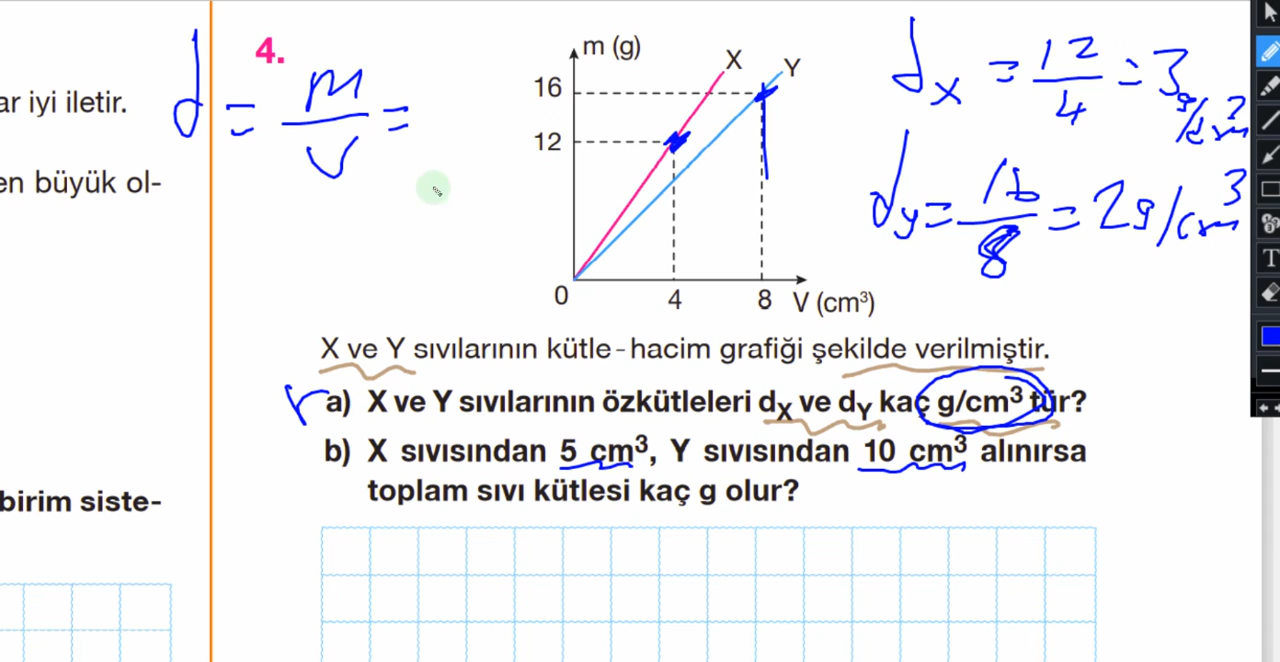 ar iyi iletir.
en büyük ol-
birim siste-
4.
d = m/V =
m (g)
X
Y
16
12
0
4
8
V (cm³)
dX = 12/4 = 3 g/cm³
dy = 16/8 = 2g/cm³
X ve Y sıvılarının kütle-hacim grafiği şekilde verilmiştir.
a) X ve Y sıvılarının özkütleleri dX ve dY kaç g/cm³ tür?
b) X sıvısından 5 cm³, Y sıvısından 10 cm³ alınırsa
toplam sıvı kütlesi kaç g olur?
T